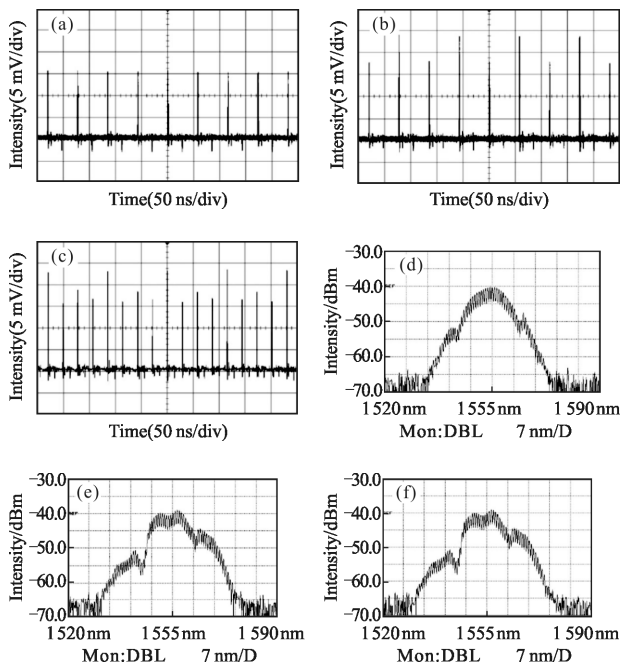 (a)
Intensity(5 mV/div)
Time(50 ns/div)
(b)
Intensity(5 mV/div)
Time(50 ns/div)
(c)
Intensity(5 mV/div)
Time(50 ns/div)
(d)
Intensity/dBm
−30.0
−40.0
−50.0
−60.0
−70.0
1 520 nm 1 555 nm 1 590 nm
Mon:DBL 7 nm/D
(e)
Intensity/dBm
−30.0
−40.0
−50.0
−60.0
−70.0
1 520 nm 1 555 nm 1 590 nm
Mon:DBL 7 nm/D
(f)
Intensity/dBm
−30.0
−40.0
−50.0
−60.0
−70.0
1 520 nm 1 555 nm 1 590 nm
Mon:DBL 7 nm/D